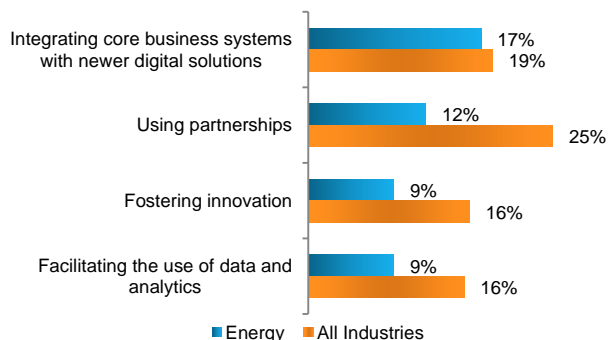 Integrating core business systems
with newer digital solutions
17%
19%
Using partnerships
12%
25%
Fostering innovation
9%
16%
Facilitating the use of data and
analytics
9%
16%
Energy All Industries